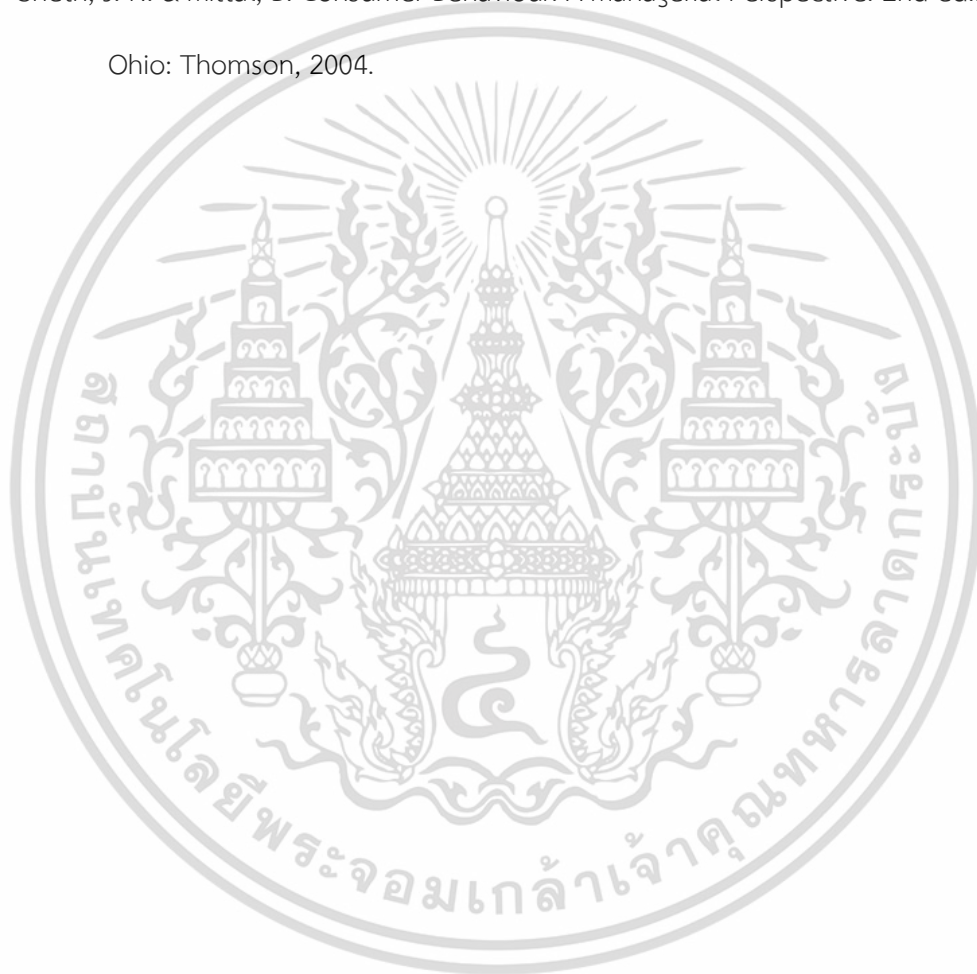 Sheth, J. N. & Mittal, B. Consumer Behaviour: A Managerial Perspective. 2nd ed.
Ohio: Thomson, 2004.
สถาบันเทคโนโลยีพระจอมเกล้าเจ้าคุณทหารลาดกระบัง
๔